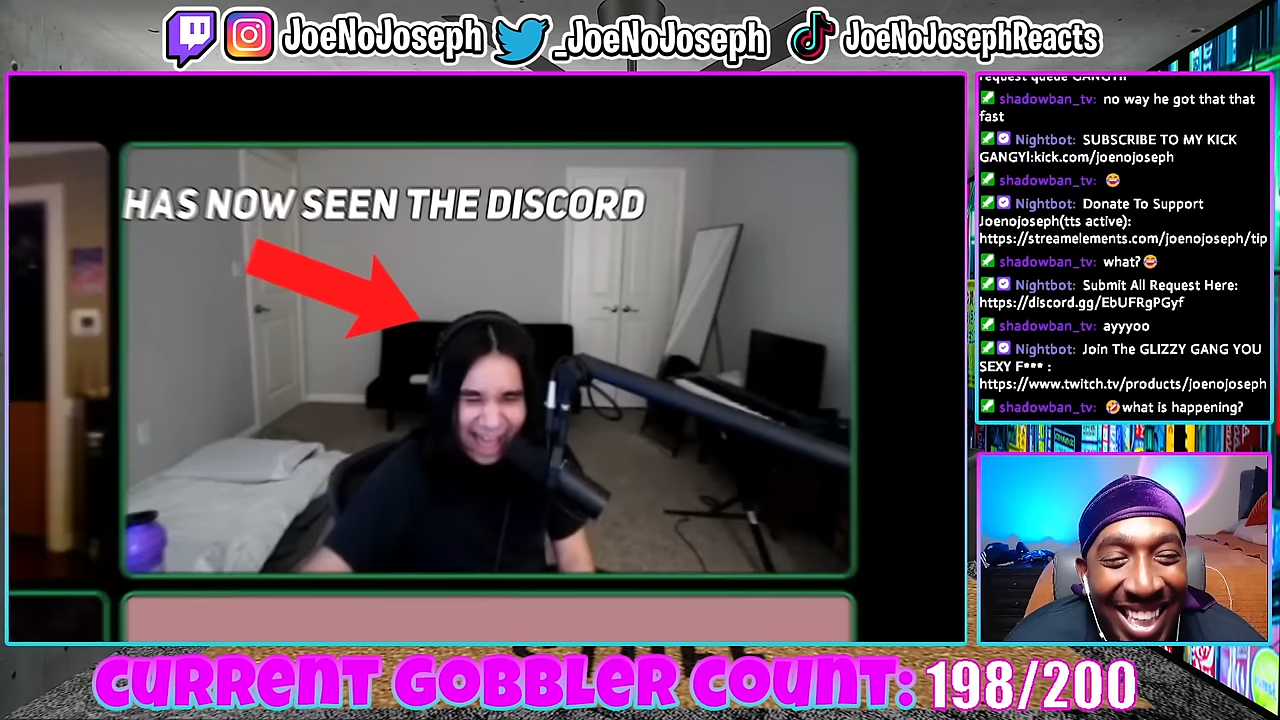 JoeNoJoseph _JoeNoJoseph JoeNoJosephReacts
HAS NOW SEEN THE DISCORD
request queue GANGY!!
shadowban_tv: no way he got that that
fast
Nightbot: SUBSCRIBE TO MY KICK
GANGY!:kick.com/joenojoseph
shadowban_tv: 😂
Nightbot: Donate To Support
Joenojoseph(tts active):
https://streamelements.com/joenojoseph/tip
shadowban_tv: what?😂
Nightbot: Submit All Request Here:
https://discord.gg/EbUFRgPGyf
shadowban_tv: ayyyoo
Nightbot: Join The GLIZZY GANG YOU
SEXY F*** :
https://www.twitch.tv/products/joenojoseph
shadowban_tv: 🤣what is happening?
CURRENT GOBBLER COUNT: 198/200